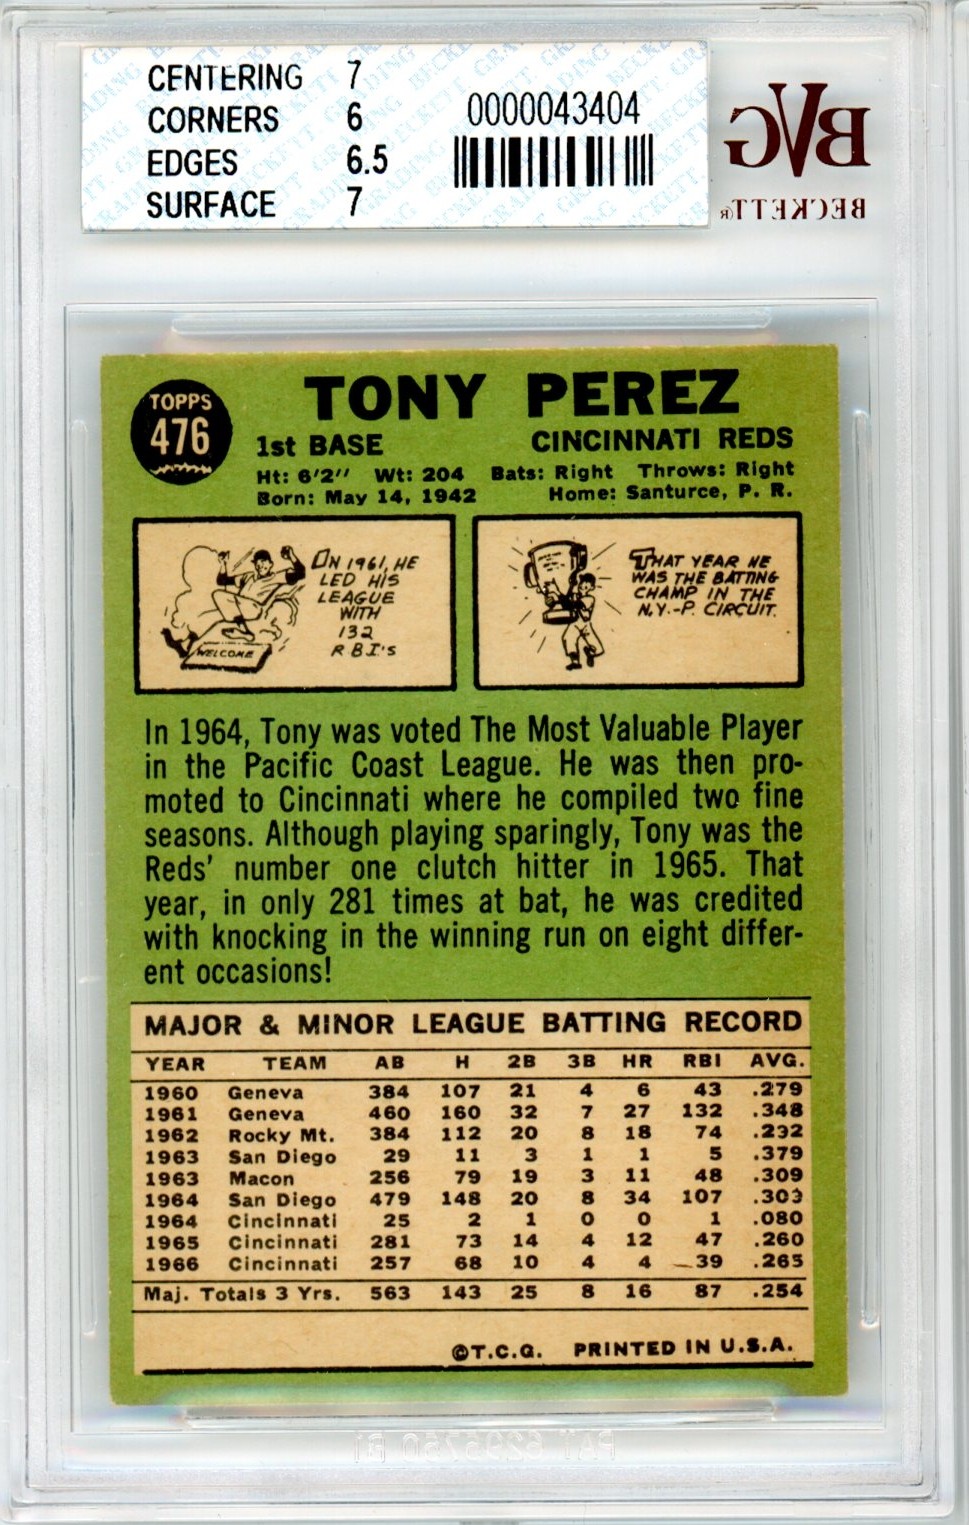 CENTERING 7
CORNERS 6
EDGES 6.5
SURFACE 7
0000043404
BVG
BECKETT
TOPPS
476
TONY PEREZ
1st BASE CINCINNATI REDS
Ht: 6'2" Wt: 204 Bats: Right Throws: Right
Born: May 14, 1942 Home: Santurce, P. R.
ON 1961, HE
LED HIS
LEAGUE
WITH
132
RBI'S
WELCOME
THAT YEAR HE
WAS THE BATTING
CHAMP IN THE
N.Y.-P. CIRCUIT.
In 1964, Tony was voted The Most Valuable Player
in the Pacific Coast League. He was then pro-
moted to Cincinnati where he compiled two fine
seasons. Although playing sparingly, Tony was the
Reds' number one clutch hitter in 1965. That
year, in only 281 times at bat, he was credited
with knocking in the winning run on eight differ-
ent occasions!
MAJOR & MINOR LEAGUE BATTING RECORD
YEAR TEAM AB H 2B 3B HR RBI AVG.
1960 Geneva 384 107 21 4 6 43 .279
1961 Geneva 460 160 32 7 27 132 .348
1962 Rocky Mt. 384 112 20 8 18 74 .292
1963 San Diego 29 11 3 1 1 5 .379
1963 Macon 256 79 19 3 11 48 .309
1964 San Diego 479 148 20 8 34 107 .303
1964 Cincinnati 25 2 1 0 0 1 .080
1965 Cincinnati 281 73 14 4 12 47 .260
1966 Cincinnati 257 68 10 4 4 39 .265
Maj. Totals 3 Yrs. 563 143 25 8 16 87 .254
©T.C.G. PRINTED IN U.S.A.